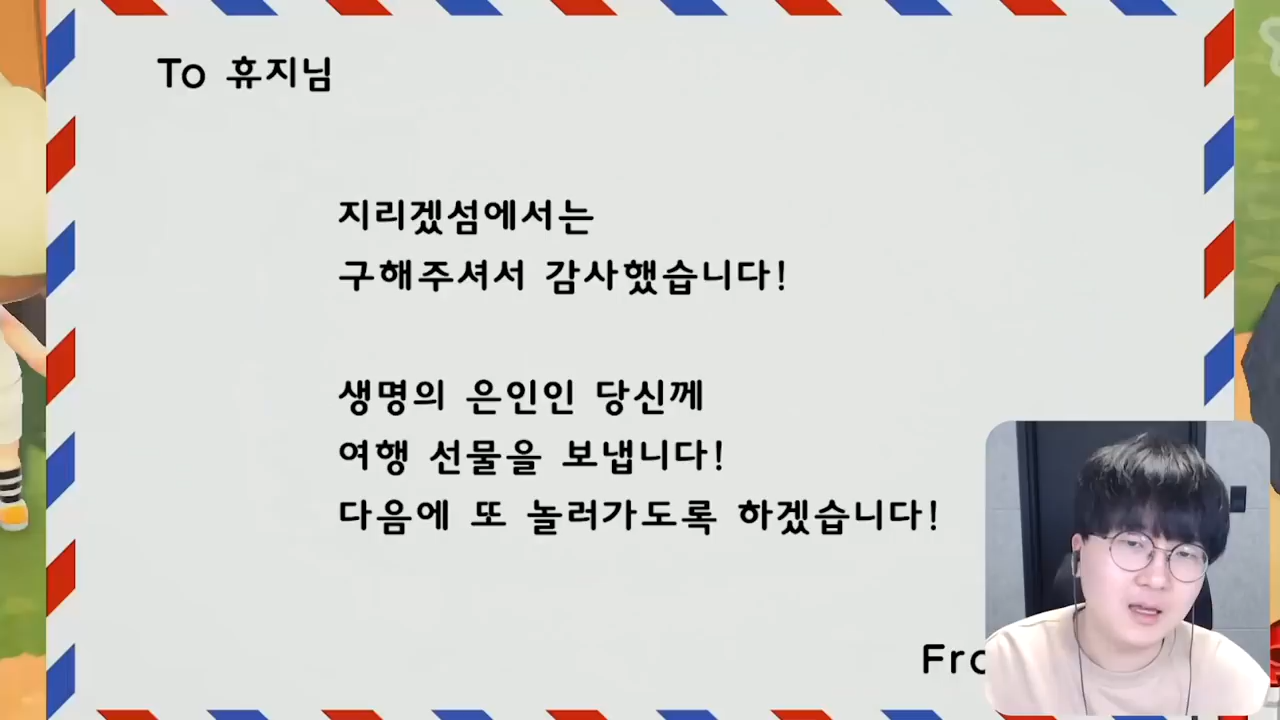 To 휴지님
지리겠섬에서는
구해주셔서 감사했습니다!
생명의 은인인 당신께
여행 선물을 보냅니다!
다음에 또 놀러가도록 하겠습니다!